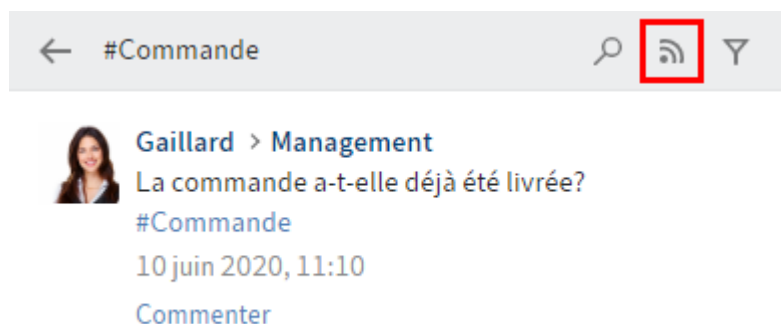 #Commande
Gaillard > Management
La commande a-t-elle déjà été livrée?
#Commande
10 juin 2020, 11:10
Commenter